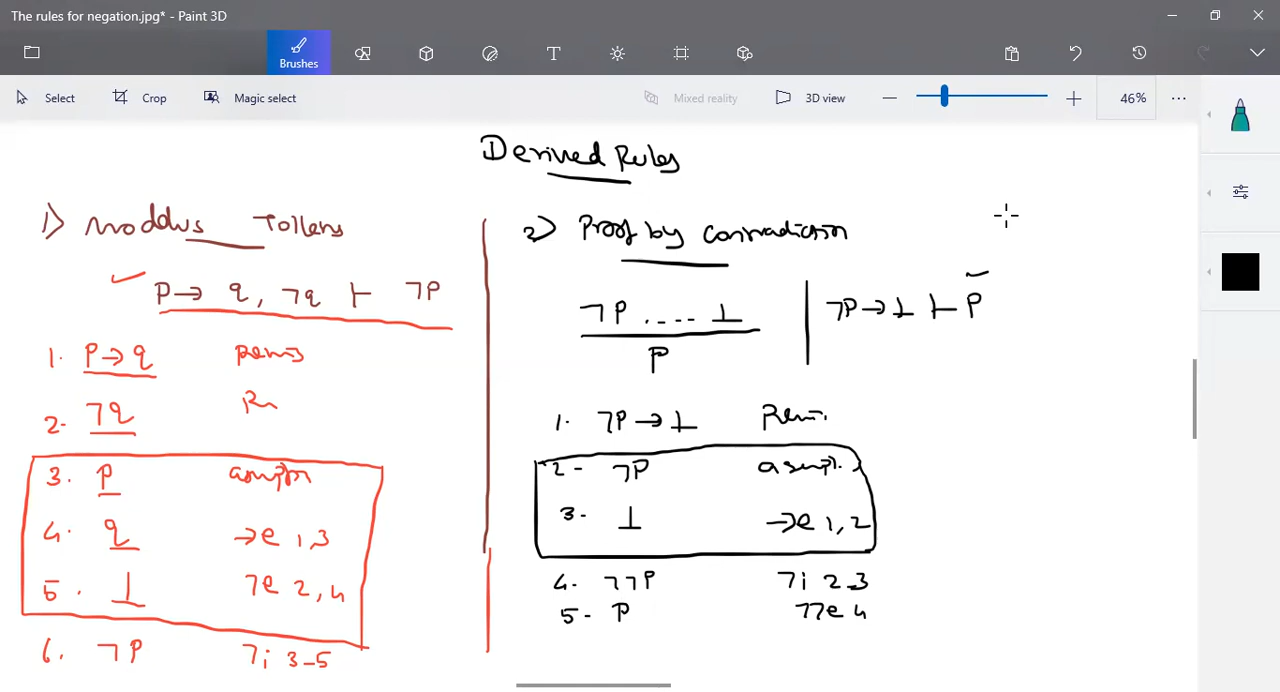 The rules for negation.jpg* - Paint 3D
Brushes
Select Crop Magic select Mixed reality 3D view 46%
Derived Rules
1) Moddus Tollens
P→ q, ¬q ⊢ ¬P
1. P→q
2- ¬q
3. P
4. q →e 1,3
5. ⊥ ¬e 2,4
6. ¬P ¬i 3-5
2) Proof by contradiction
¬P ..... ⊥
P
¬P→⊥ ⊢ P
1. ¬P→⊥
2- ¬P
3- ⊥ →e 1,2
4- ¬¬P ¬i 2-3
5- P ¬¬e 4